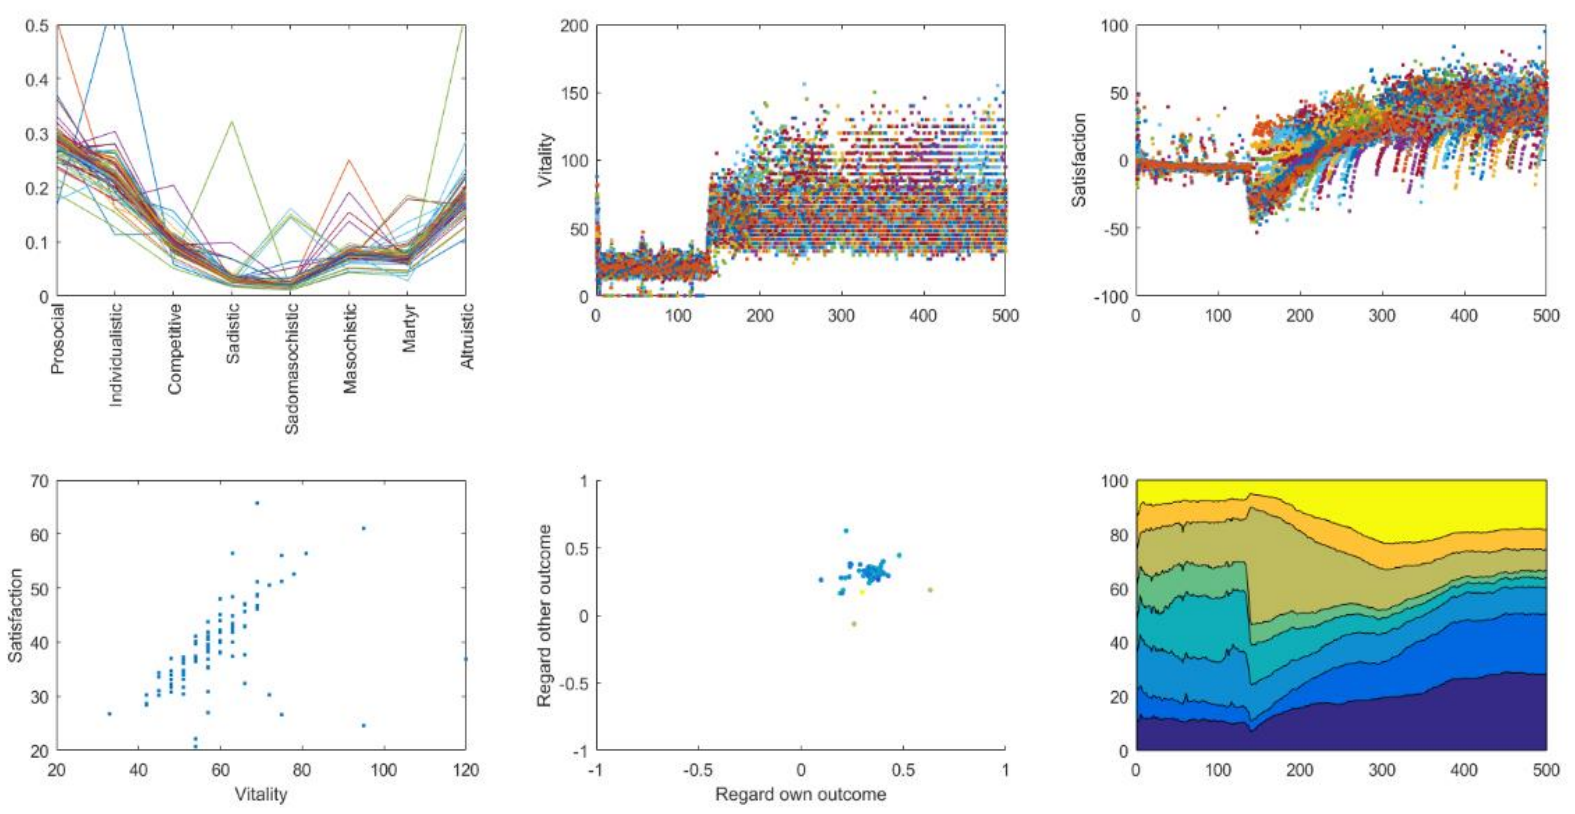 0.5
0.4
0.3
0.2
0.1
0
Prosocial
Individualistic
Competitive
Sadistic
Sadomasochistic
Masochistic
Martyr
Altruistic
200
150
100
50
0
Vitality
0 100 200 300 400 500
100
50
0
-50
-100
Satisfaction
0 100 200 300 400 500
70
60
50
40
30
20
Satisfaction
20 40 60 80 100 120
Vitality
1
0.5
0
-0.5
-1
Regard other outcome
-1 -0.5 0 0.5 1
Regard own outcome
100
80
60
40
20
0
0 100 200 300 400 500